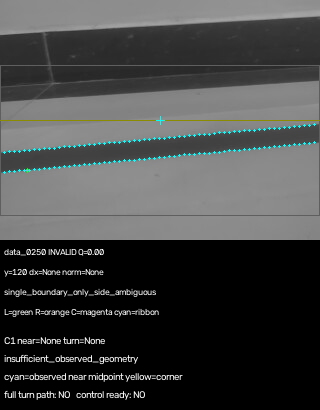 data_0250 INVALID Q=0.00
y=120 dx=None norm=None
single_boundary_only_side_ambiguous
L=green R=orange C=magenta cyan=ribbon
C1 near=None turn=None
insufficient_observed_geometry
cyan=observed near midpoint yellow=corner
full turn path: NO control ready: NO